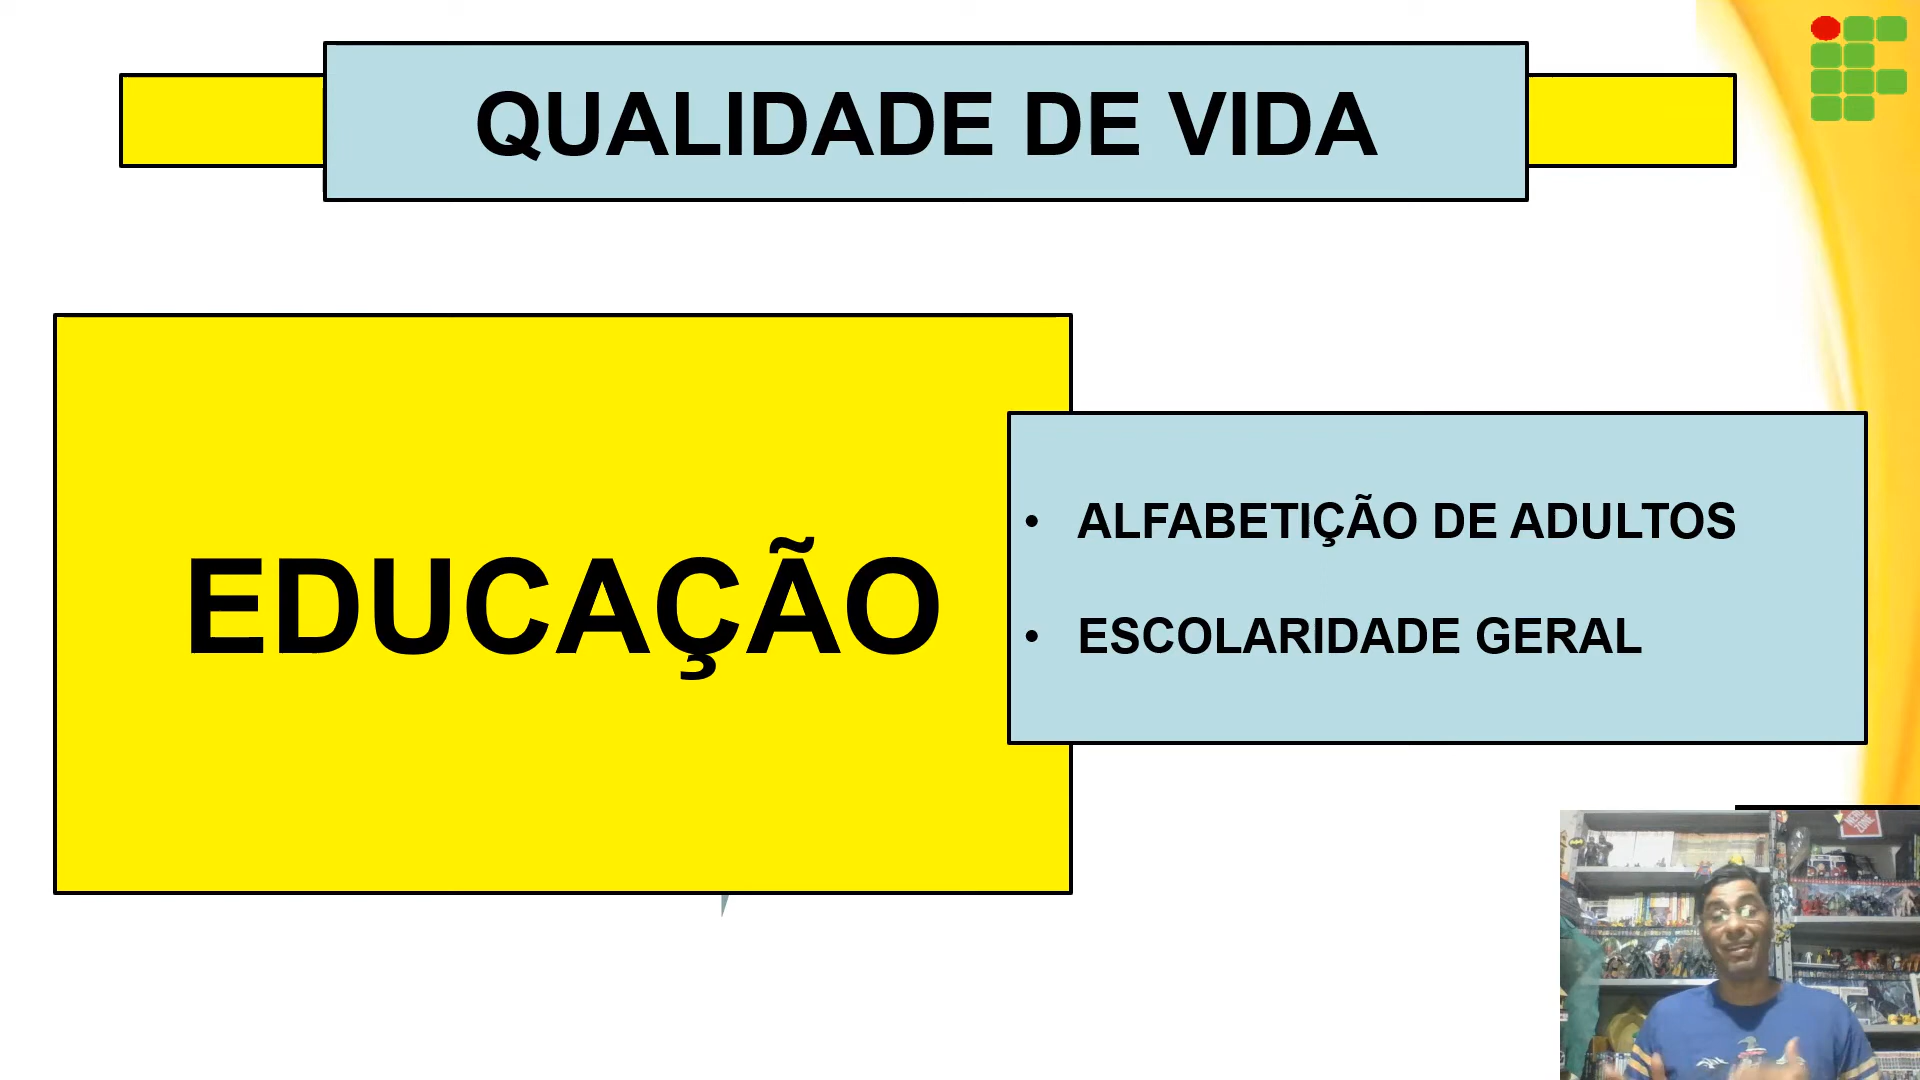 QUALIDADE DE VIDA
EDUCAÇÃO
• ALFABETIÇÃO DE ADULTOS
• ESCOLARIDADE GERAL